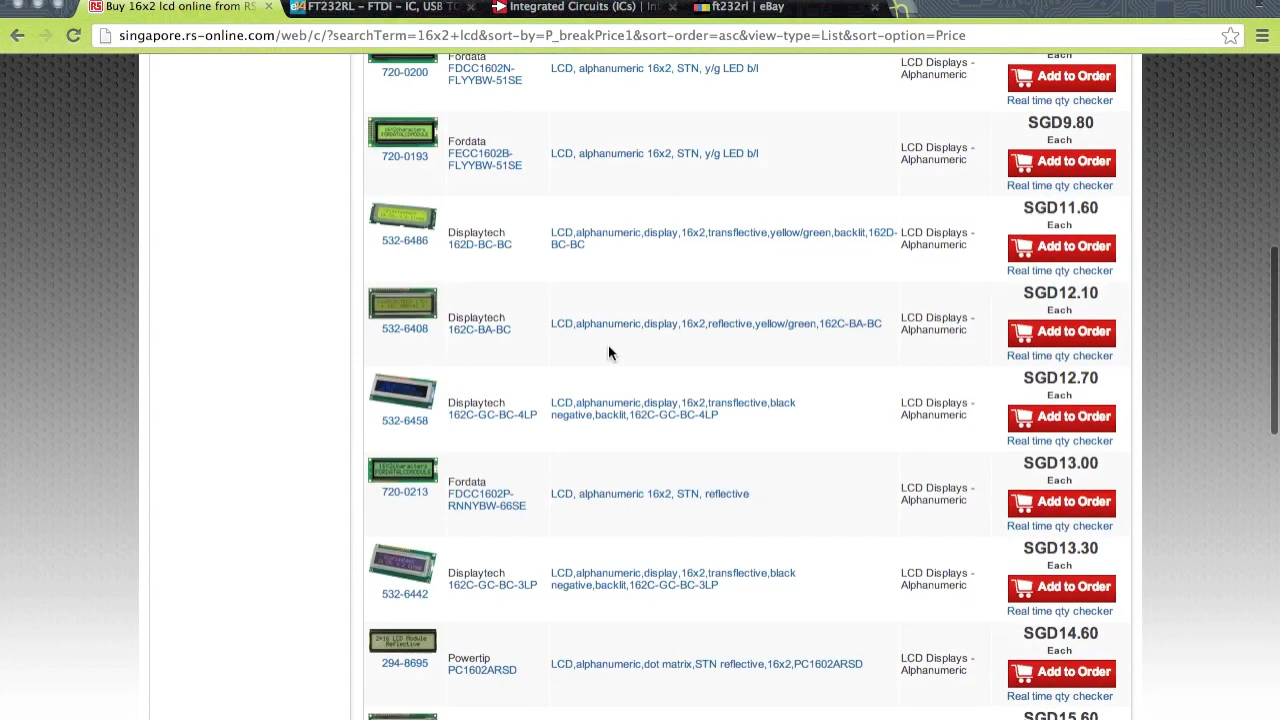 Buy 16x2 lcd online from RS
FT232RL – FTDI – IC, USB TO
Integrated Circuits (ICs) | Int
ft232rl | eBay
singapore.rs-online.com/web/c/?searchTerm=16x2+lcd&sort-by=P_breakPrice1&sort-order=asc&view-type=List&sort-option=Price
720-0200
Fordata
FDCC1602N-
FLYYBW-51SE
LCD, alphanumeric 16x2, STN, y/g LED b/l
LCD Displays -
Alphanumeric
Each
Add to Order
Real time qty checker
16x2characters
FORDATALCDMODULE
720-0193
Fordata
FECC1602B-
FLYYBW-51SE
LCD, alphanumeric 16x2, STN, y/g LED b/l
LCD Displays -
Alphanumeric
SGD9.80
Each
Add to Order
Real time qty checker
532-6486
Displaytech
162D-BC-BC
LCD,alphanumeric,display,16x2,transflective,yellow/green,backlit,162D-
BC-BC
LCD Displays -
Alphanumeric
SGD11.60
Each
Add to Order
Real time qty checker
532-6408
Displaytech
162C-BA-BC
LCD,alphanumeric,display,16x2,reflective,yellow/green,162C-BA-BC
LCD Displays -
Alphanumeric
SGD12.10
Each
Add to Order
Real time qty checker
532-6458
Displaytech
162C-GC-BC-4LP
LCD,alphanumeric,display,16x2,transflective,black
negative,backlit,162C-GC-BC-4LP
LCD Displays -
Alphanumeric
SGD12.70
Each
Add to Order
Real time qty checker
16X2characters
FORDATALCDMODULE
720-0213
Fordata
FDCC1602P-
RNNYBW-66SE
LCD, alphanumeric 16x2, STN, reflective
LCD Displays -
Alphanumeric
SGD13.00
Each
Add to Order
Real time qty checker
532-6442
Displaytech
162C-GC-BC-3LP
LCD,alphanumeric,display,16x2,transflective,black
negative,backlit,162C-GC-BC-3LP
LCD Displays -
Alphanumeric
SGD13.30
Each
Add to Order
Real time qty checker
2*16 LCD Module
Reflective
294-8695
Powertip
PC1602ARSD
LCD,alphanumeric,dot matrix,STN reflective,16x2,PC1602ARSD
LCD Displays -
Alphanumeric
SGD14.60
Each
Add to Order
Real time qty checker
SGD15.60